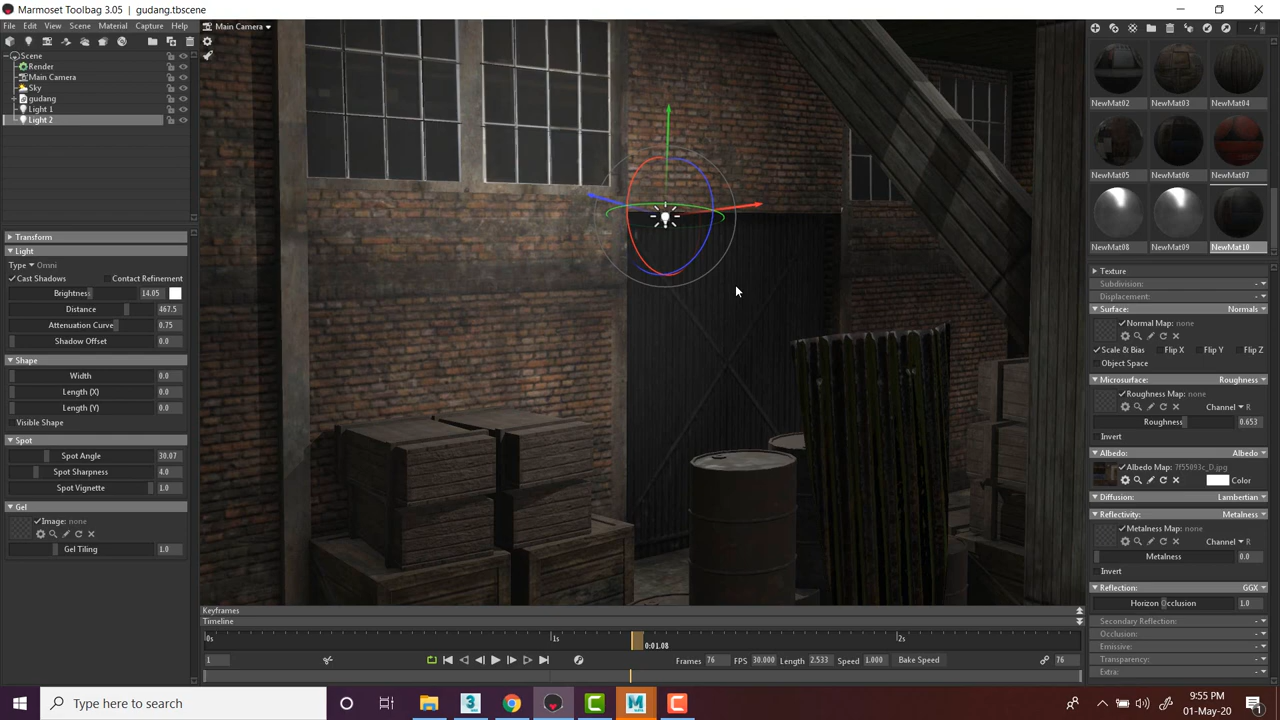 Marmoset Toolbag 3.05  | gudang.tbscene
File Edit View Scene Material Capture Help
Main Camera
Scene
Render
Main Camera
Sky
gudang
Light 1
Light 2
Transform
Light
Type Omni
Cast Shadows Contact Refinement
Brightness 14.05
Distance 467.5
Attenuation Curve 0.75
Shadow Offset 0.0
Shape
Width 0.0
Length (X) 0.0
Length (Y) 0.0
Visible Shape
Spot
Spot Angle 30.07
Spot Sharpness 4.0
Spot Vignette 1.0
Gel
Image: none
Gel Tiling 1.0
- / -
NewMat02 NewMat03 NewMat04
NewMat05 NewMat06 NewMat07
NewMat08 NewMat09 NewMat10
Texture
Subdivision: -
Displacement: -
Surface: Normals
Normal Map: none
Scale & Bias Flip X Flip Y Flip Z
Object Space
Microsurface: Roughness
Roughness Map: none
Channel R
Roughness 0.653
Invert
Albedo: Albedo
Albedo Map: 7f55093c_D.jpg
Color
Diffusion: Lambertian
Reflectivity: Metalness
Metalness Map: none
Channel R
Metalness 0.0
Invert
Reflection: GGX
Horizon Occlusion 1.0
Secondary Reflection: -
Occlusion: -
Emissive: -
Transparency: -
Extra: -
Keyframes
Timeline
0s 1s 2s
0:01.08
1 Frames 76 FPS 30.000 Length 2.533 Speed 1.000 Bake Speed 76
Type here to search
9:55 PM
01-May-20